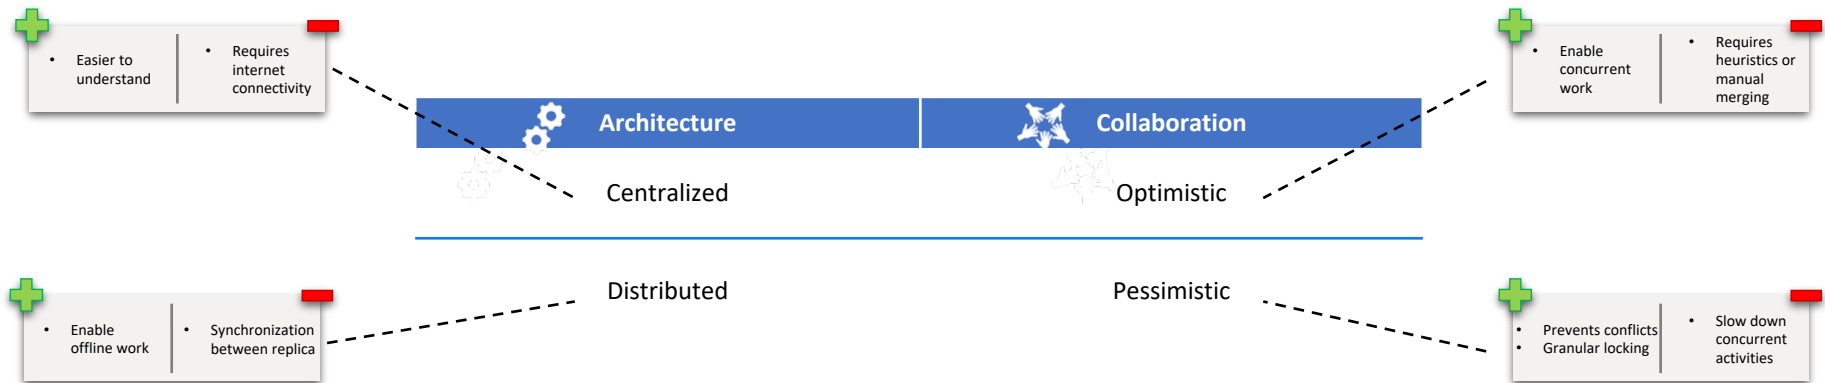 • Easier to
understand
• Requires
internet
connectivity
• Enable
concurrent
work
• Requires
heuristics or
manual
merging
Architecture
Collaboration
Centralized
Optimistic
Distributed
Pessimistic
• Enable
offline work
• Synchronization
between replica
• Prevents conflicts
• Granular locking
• Slow down
concurrent
activities